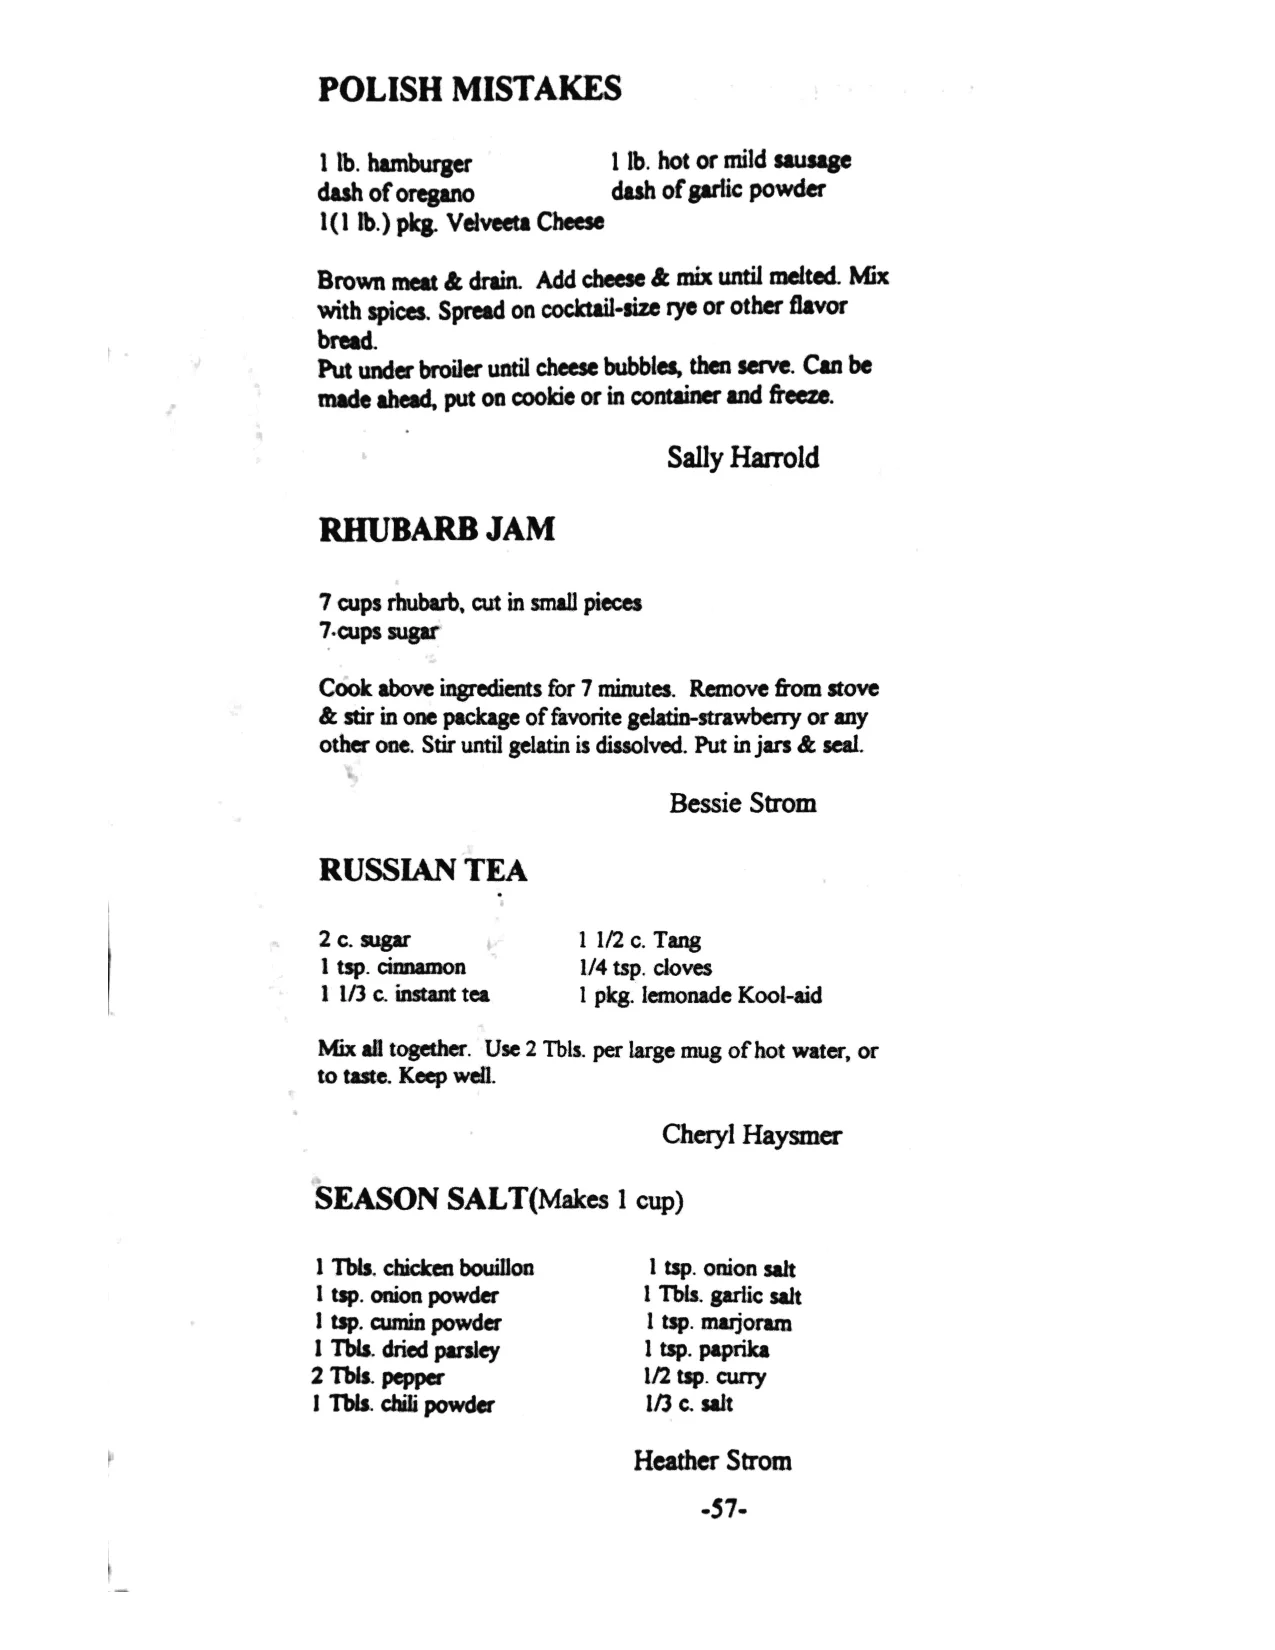 POLISH MISTAKES
1 lb. hamburger 1 lb. hot or mild sausage
dash of oregano dash of garlic powder
1(1 lb.) pkg. Velveeta Cheese
Brown meat & drain. Add cheese & mix until melted. Mix
with spices. Spread on cocktail-size rye or other flavor
bread.
Put under broiler until cheese bubbles, then serve. Can be
made ahead, put on cookie or in container and freeze.
Sally Harrold
RHUBARB JAM
7 cups rhubarb, cut in small pieces
7 cups sugar
Cook above ingredients for 7 minutes. Remove from stove
& stir in one package of favorite gelatin-strawberry or any
other one. Stir until gelatin is dissolved. Put in jars & seal.
Bessie Strom
RUSSIAN TEA
2 c. sugar 1 1/2 c. Tang
1 tsp. cinnamon 1/4 tsp. cloves
1 1/3 c. instant tea 1 pkg. lemonade Kool-aid
Mix all together. Use 2 Tbls. per large mug of hot water, or
to taste. Keep well.
Cheryl Haysmer
SEASON SALT(Makes 1 cup)
1 Tbls. chicken bouillon 1 tsp. onion salt
1 tsp. onion powder 1 Tbls. garlic salt
1 tsp. cumin powder 1 tsp. marjoram
1 Tbls. dried parsley 1 tsp. paprika
2 Tbls. pepper 1/2 tsp. curry
1 Tbls. chili powder 1/3 c. salt
Heather Strom
-57-